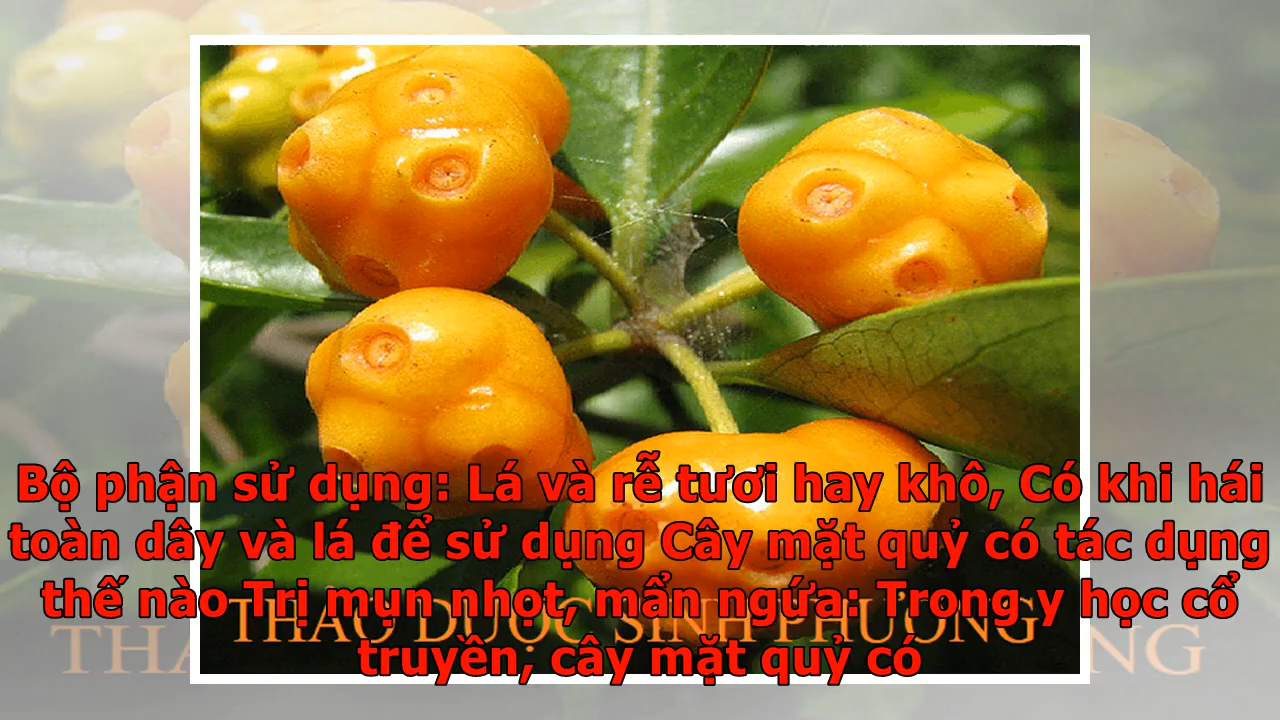 Bộ phận sử dụng: Lá và rễ tươi hay khô, Có khi hái
toàn dây và lá để sử dụng Cây mặt quỷ có tác dụng
thế nào Trị mụn nhọt, mẩn ngứa: Trong y học cổ
THẢO DƯỢC SINH PHƯƠNG
truyền, cây mặt quỷ có
THẢ
NG